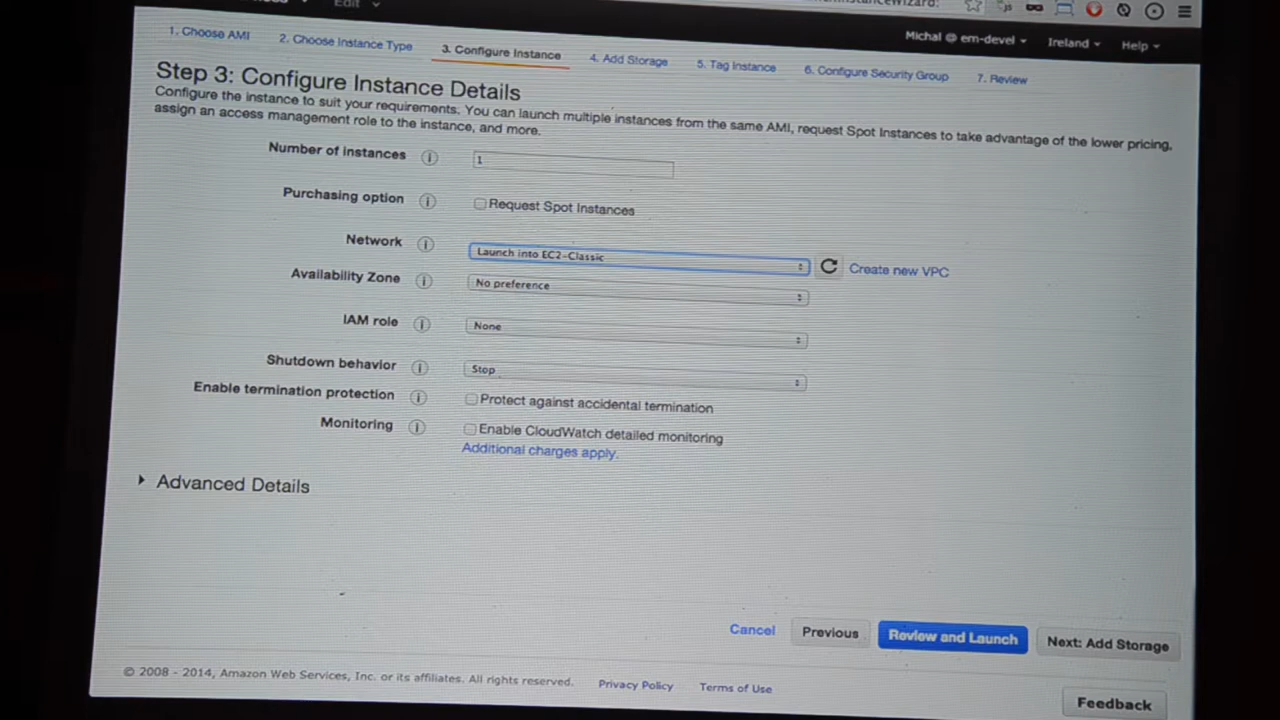 Edit
Michal @ em-devel Ireland Help
1. Choose AMI 2. Choose Instance Type 3. Configure Instance 4. Add Storage 5. Tag Instance 6. Configure Security Group 7. Review
Step 3: Configure Instance Details
Configure the instance to suit your requirements. You can launch multiple instances from the same AMI, request Spot Instances to take advantage of the lower pricing,
assign an access management role to the instance, and more.
Number of instances 1
Purchasing option Request Spot Instances
Network Launch into EC2-Classic Create new VPC
Availability Zone No preference
IAM role None
Shutdown behavior Stop
Enable termination protection Protect against accidental termination
Monitoring Enable CloudWatch detailed monitoring
Additional charges apply.
Advanced Details
Cancel Previous Review and Launch Next: Add Storage
© 2008 - 2014, Amazon Web Services, Inc. or its affiliates. All rights reserved. Privacy Policy Terms of Use
Feedback